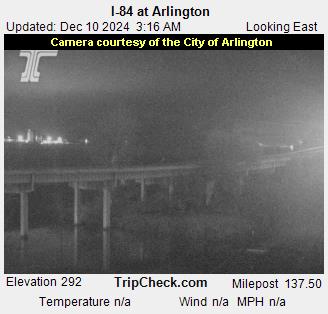 I-84 at Arlington
Updated: Dec 10 2024 3:16 AM Looking East
Camera courtesy of the City of Arlington
Elevation 292 TripCheck.com Milepost 137.50
Temperature n/a Wind n/a MPH n/a